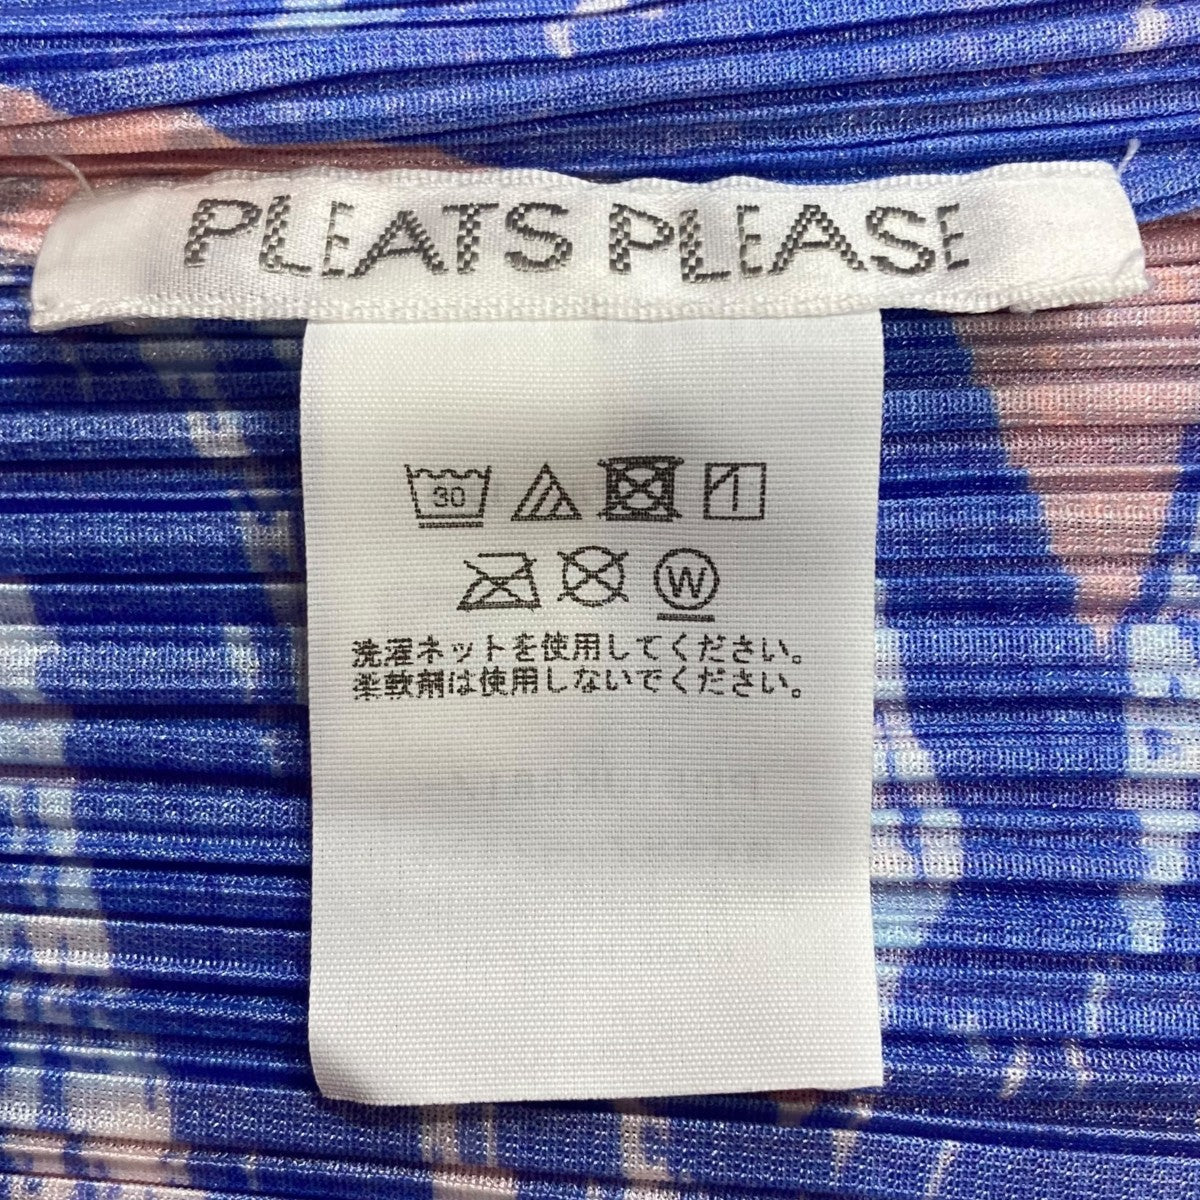 PLEATS PLEASE
30
W
洗濯ネットを使用してください。
柔軟剤は使用しないでください。